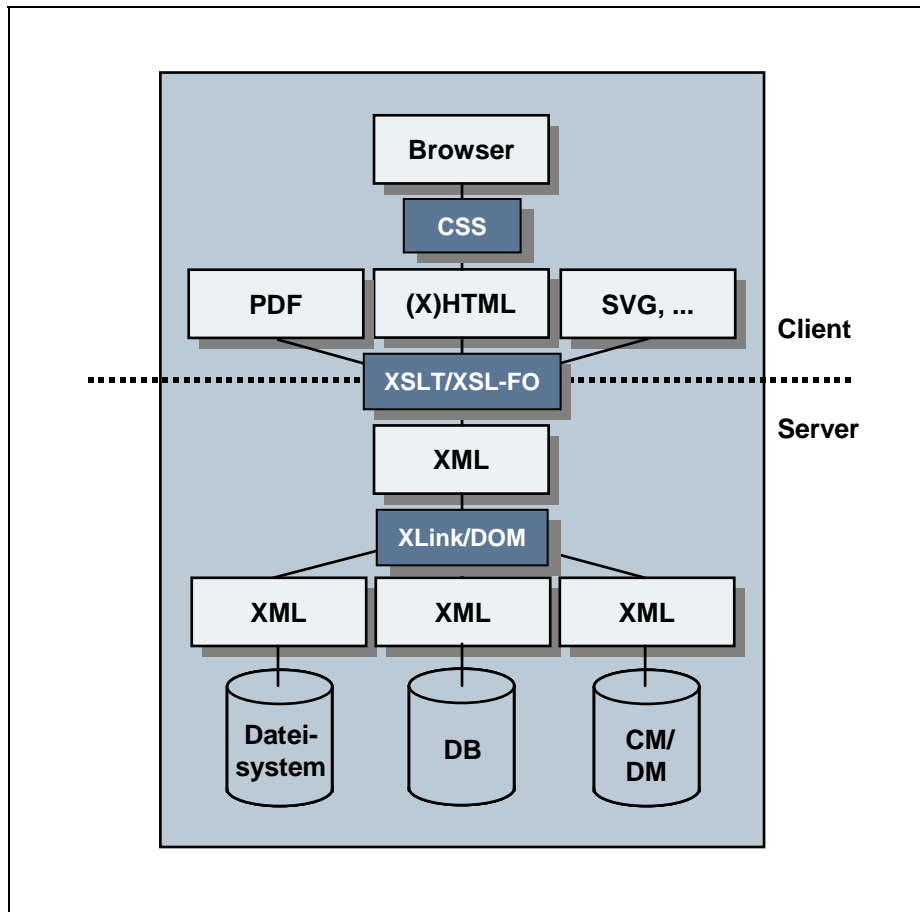 Browser
CSS
PDF
(X)HTML
SVG, ...
Client
XSLT/XSL-FO
Server
XML
XLink/DOM
XML
XML
XML
Datei-
system
DB
CM/
DM